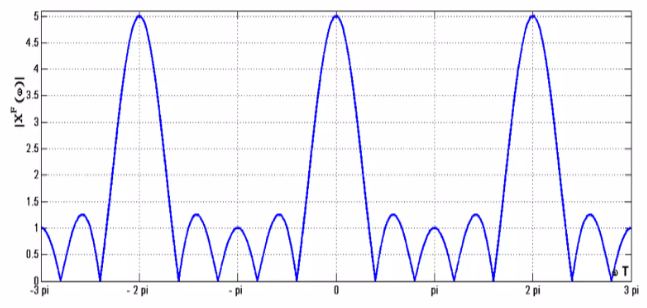 5
4.5
4
|X^F (ω)|
3.5
3
2.5
2
1.5
1
0.5
0
ω T
-3 pi
- 2 pi
- pi
0
pi
2 pi
3 pi